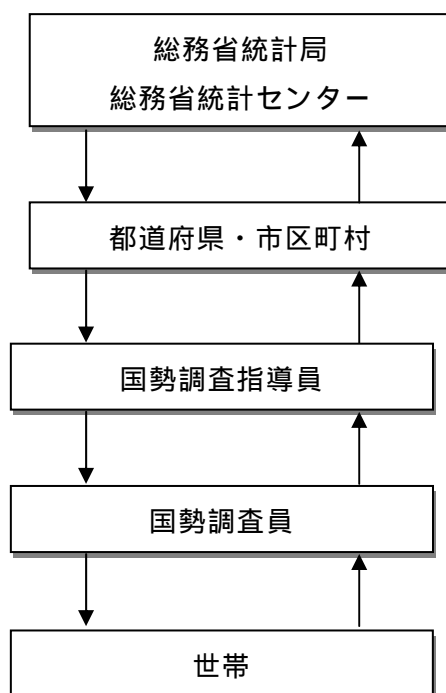 総務省統計局
総務省統計センター
都道府県・市区町村
国勢調査指導員
国勢調査員
世帯